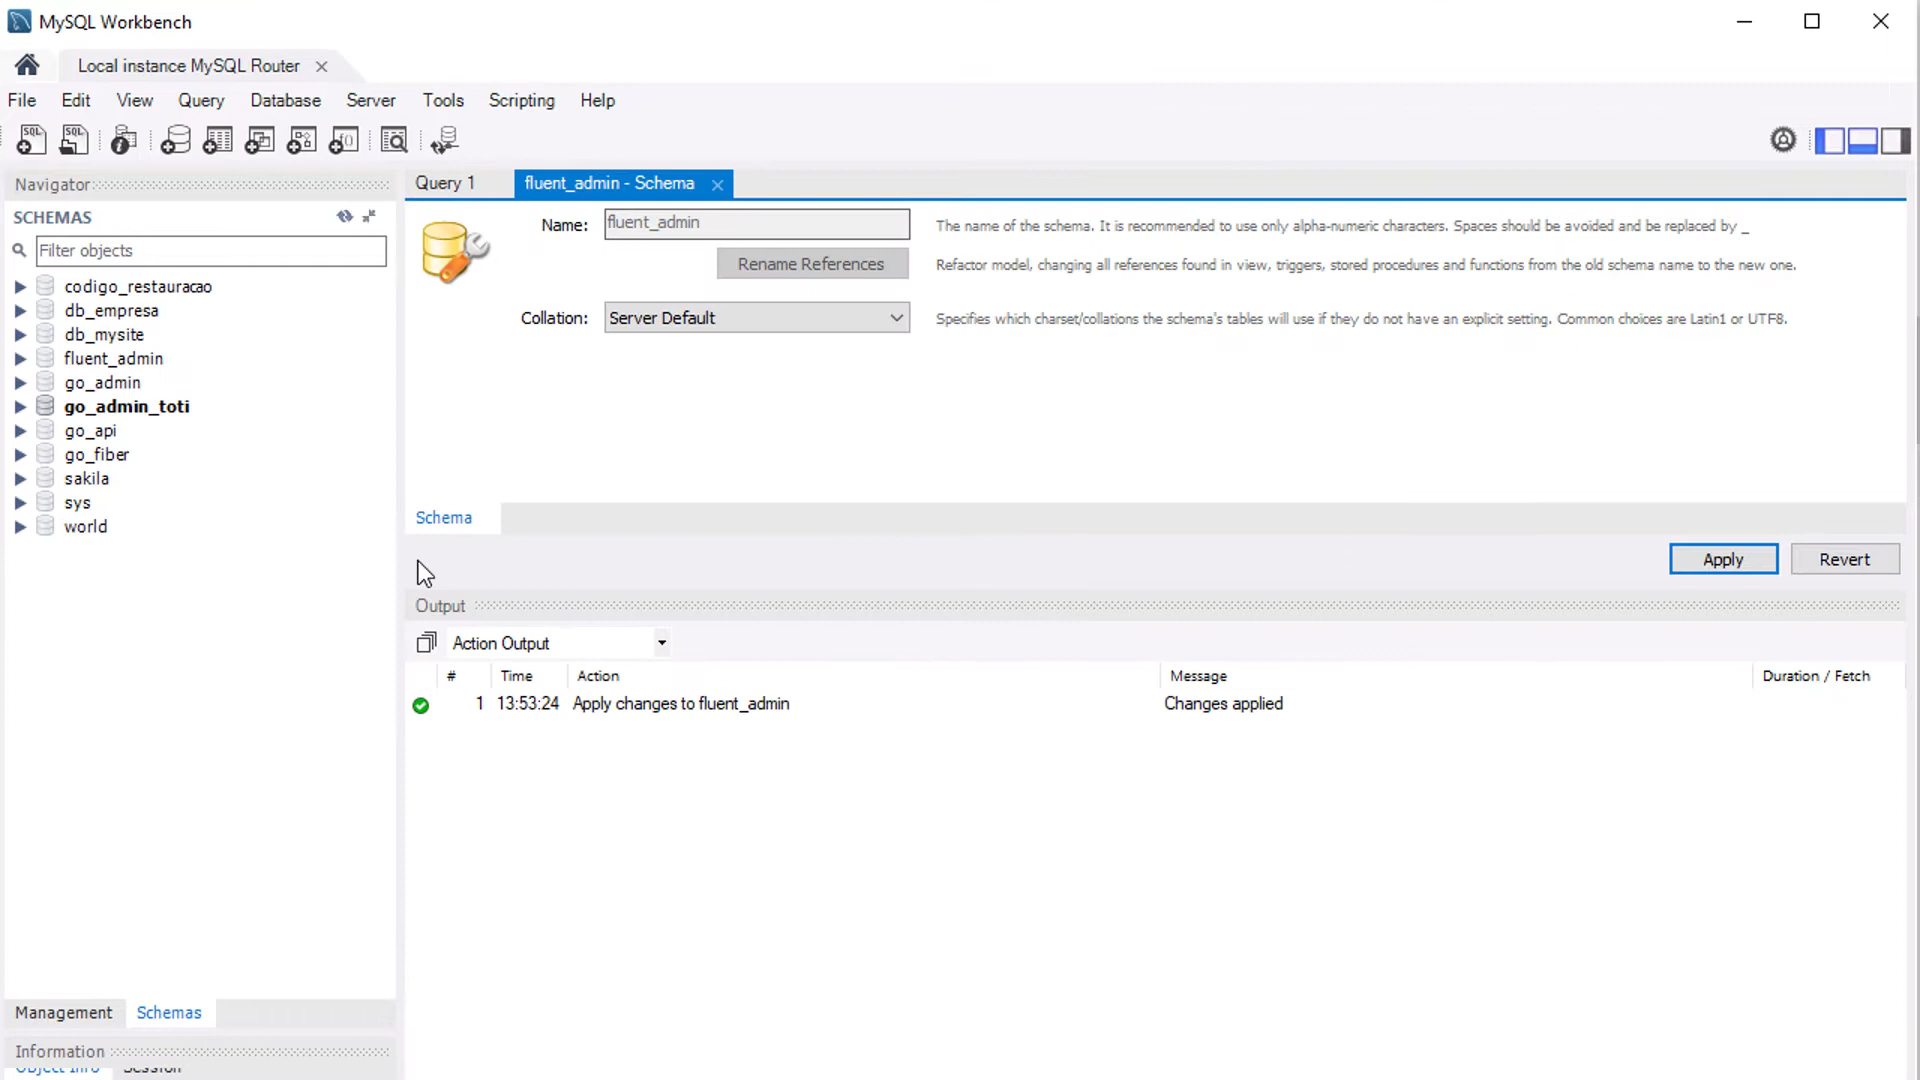 MySQL Workbench
Local instance MySQL Router
File Edit View Query Database Server Tools Scripting Help
SQL SQL
Navigator
SCHEMAS
Filter objects
codigo_restauracao
db_empresa
db_mysite
fluent_admin
go_admin
go_admin_toti
go_api
go_fiber
sakila
sys
world
Management Schemas
Information
Object Info Session
Query 1 fluent_admin - Schema
Name: fluent_admin The name of the schema. It is recommended to use only alpha-numeric characters. Spaces should be avoided and be replaced by _
Rename References Refactor model, changing all references found in view, triggers, stored procedures and functions from the old schema name to the new one.
Collation: Server Default Specifies which charset/collations the schema's tables will use if they do not have an explicit setting. Common choices are Latin1 or UTF8.
Schema
Apply Revert
Output
Action Output
# Time Action Message Duration / Fetch
1 13:53:24 Apply changes to fluent_admin Changes applied